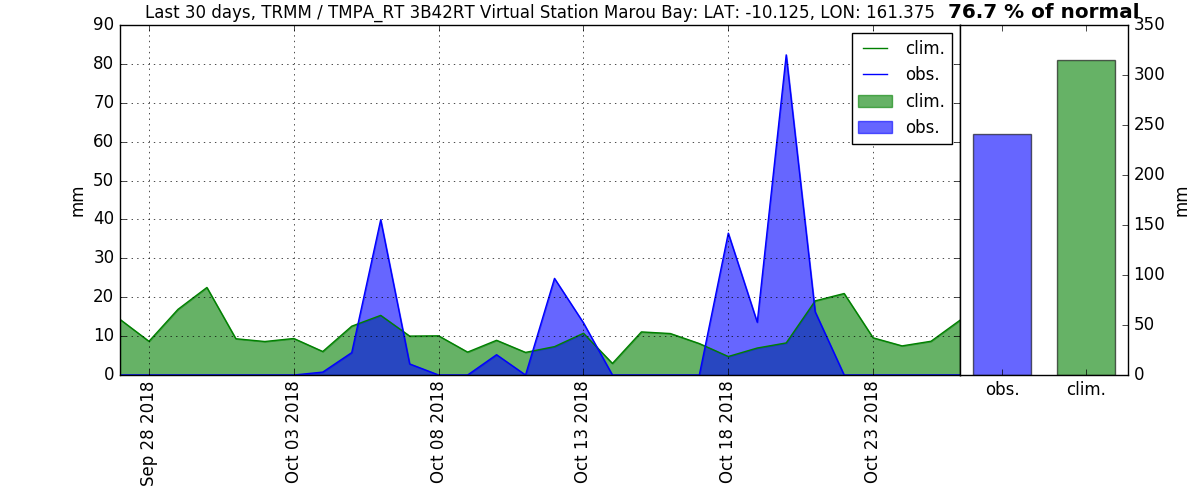 Last 30 days, TRMM / TMPA_RT 3B42RT Virtual Station Marou Bay: LAT: -10.125, LON: 161.375 76.7 % of normal
90
80
70
60
50
40
30
20
10
0
mm
clim.
obs.
clim.
obs.
Sep 28 2018
Oct 03 2018
Oct 08 2018
Oct 13 2018
Oct 18 2018
Oct 23 2018
350
300
250
200
150
100
50
0
mm
obs. clim.